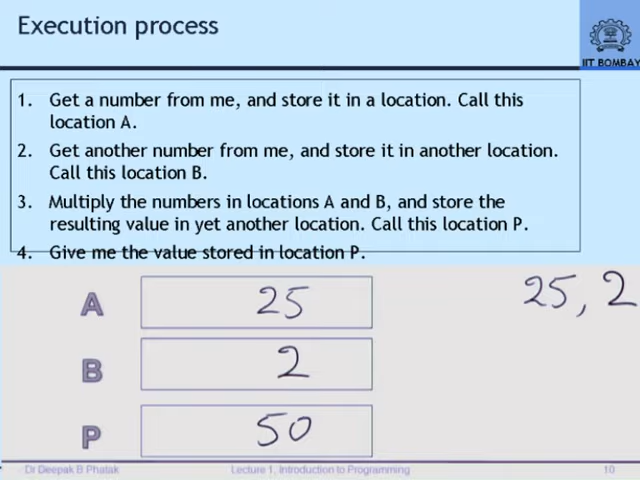 Execution process
IIT BOMBAY
1. Get a number from me, and store it in a location. Call this
location A.
2. Get another number from me, and store it in another location.
Call this location B.
3. Multiply the numbers in locations A and B, and store the
resulting value in yet another location. Call this location P.
4. Give me the value stored in location P.
A 25 25, 2
B 2
P 50
Dr Deepak B Phatak Lecture 1, Introduction to Programming 10